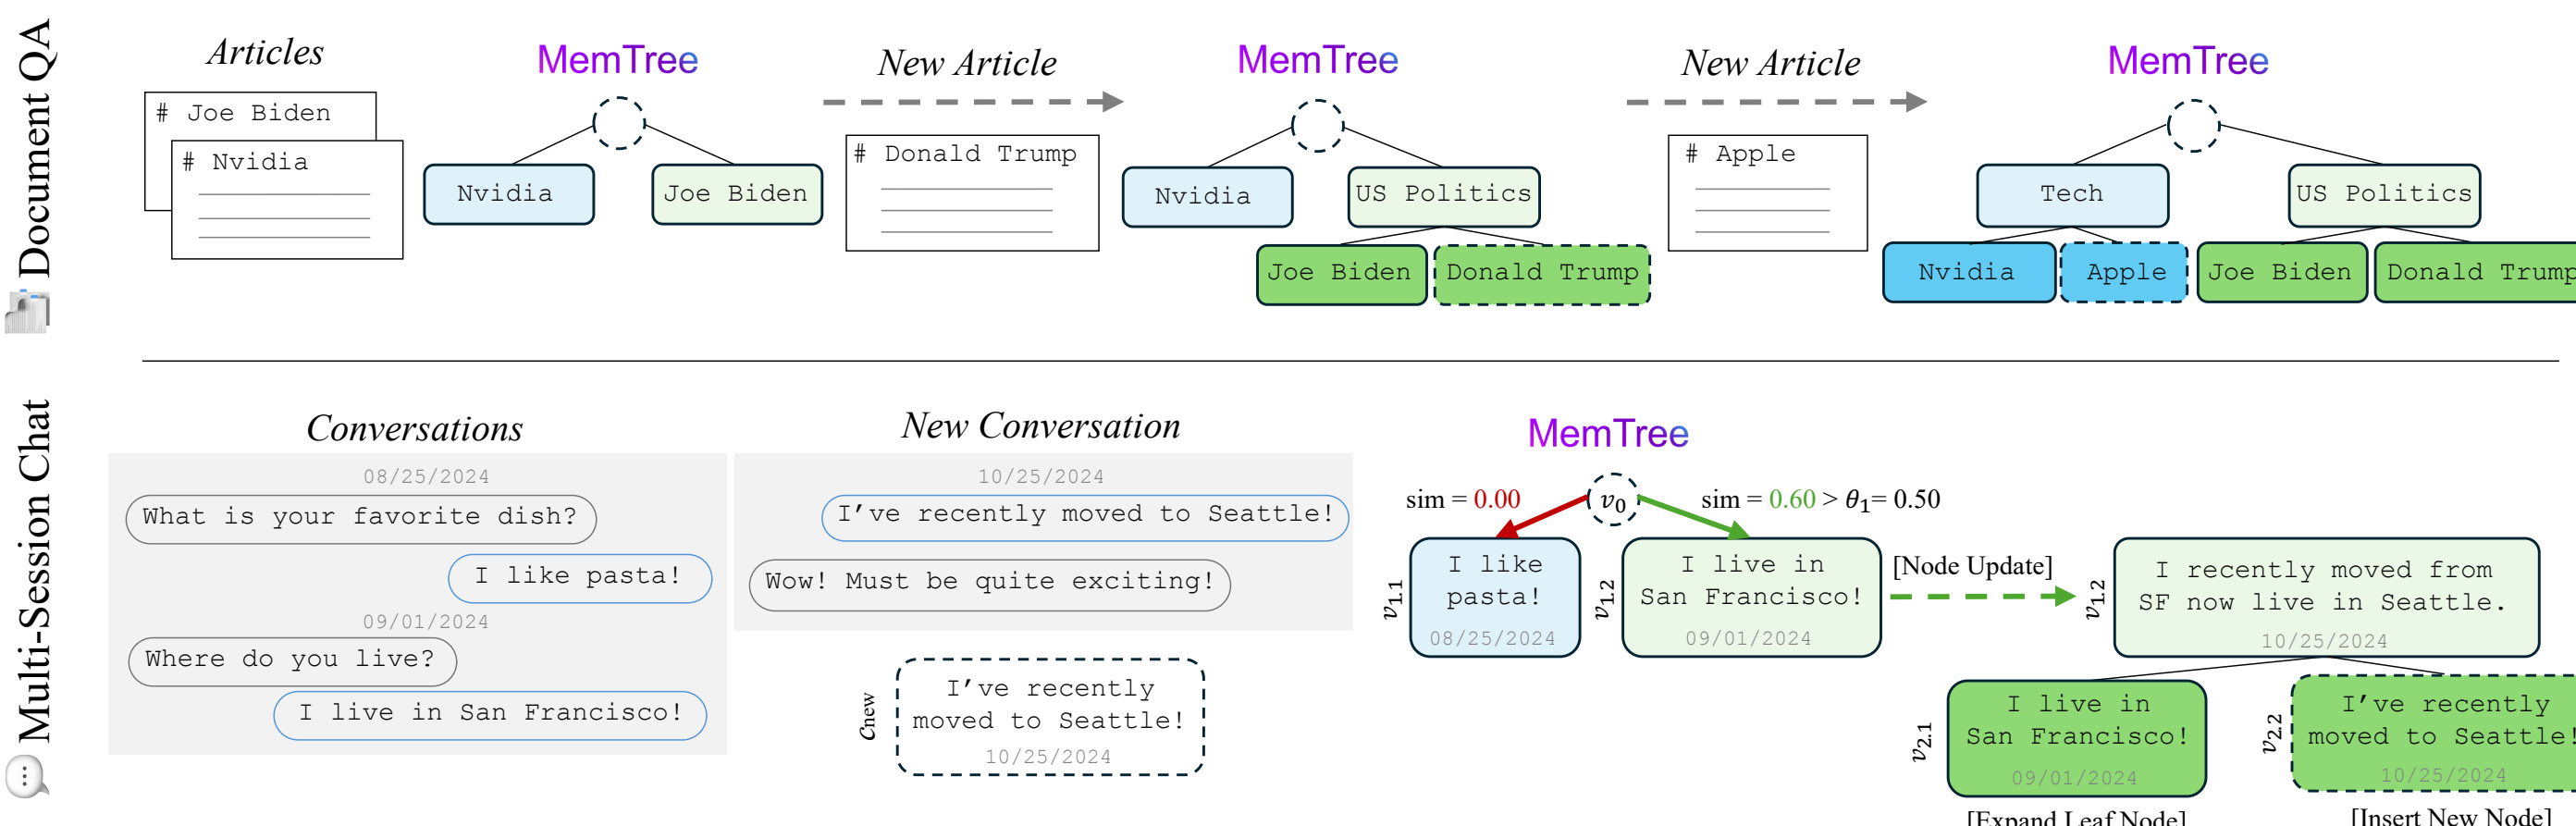 Document QA
Articles
# Joe Biden
# Nvidia
MemTree
Nvidia
Joe Biden
New Article
# Donald Trump
MemTree
Nvidia
US Politics
Joe Biden
Donald Trump
New Article
# Apple
MemTree
Tech
US Politics
Nvidia
Apple
Joe Biden
Donald Trump
Multi-Session Chat
Conversations
08/25/2024
What is your favorite dish?
I like pasta!
09/01/2024
Where do you live?
I live in San Francisco!
New Conversation
10/25/2024
I've recently moved to Seattle!
Wow! Must be quite exciting!
c_new
I've recently
moved to Seattle!
10/25/2024
MemTree
v₀
sim = 0.00
sim = 0.60 > θ₁= 0.50
v₁.₁
I like
pasta!
08/25/2024
v₁.₂
I live in
San Francisco!
09/01/2024
[Node Update]
v₁.₂
I recently moved from
SF now live in Seattle.
10/25/2024
v₂.₁
I live in
San Francisco!
09/01/2024
[Expand Leaf Node]
v₂.₂
I've recently
moved to Seattle!
10/25/2024
[Insert New Node]